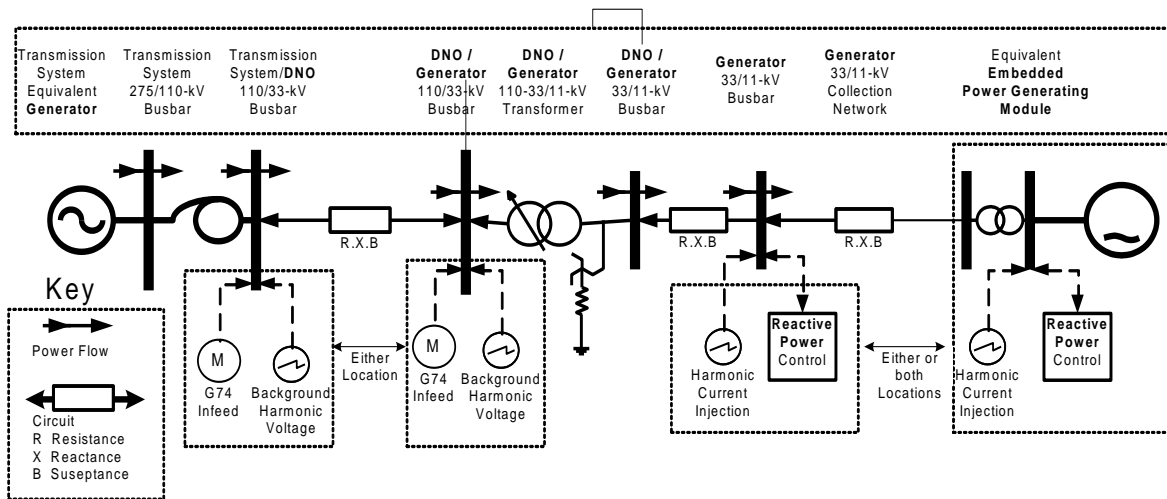 Transmission
System
Equivalent
Generator
Transmission
System
275/110-kV
Busbar
Transmission
System/DNO
110/33-kV
Busbar
DNO /
Generator
110/33-kV
Busbar
DNO /
Generator
110-33/11-kV
Transformer
DNO /
Generator
33/11-kV
Busbar
Generator
33/11-kV
Busbar
Generator
33/11-kV
Collection
Network
Equivalent
Embedded
Power Generating
Module
R.X.B
R.X.B
R.X.B
Key
Power Flow
Circuit
R Resistance
X Reactance
B Suseptance
M
G74
Infeed
Background
Harmonic
Voltage
Either
Location
M
G74
Infeed
Background
Harmonic
Voltage
Harmonic
Current
Injection
Reactive
Power
Control
Either or
both
Locations
Harmonic
Current
Injection
Reactive
Power
Control